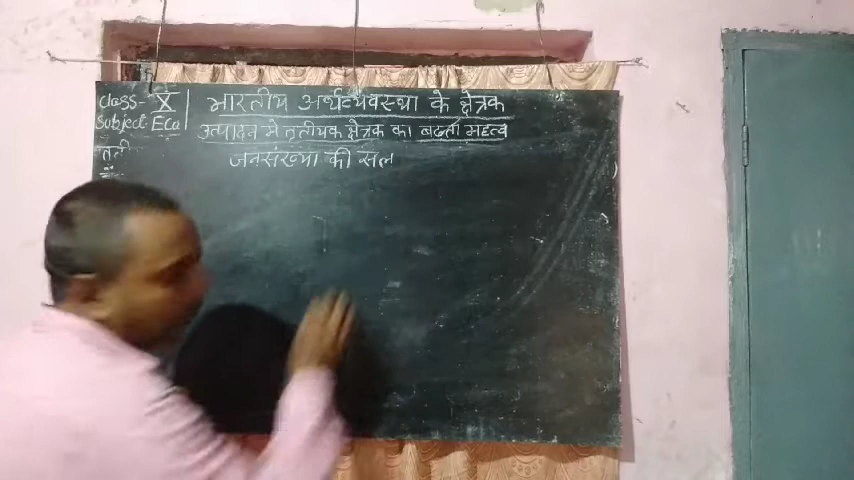 Class- X
Subject: ECo
भारतीय अर्थव्यवस्था के क्षेत्रक
उत्पादन में तृतीयक क्षेत्रक का बढ़ता महत्व
जनसंख्या की सल